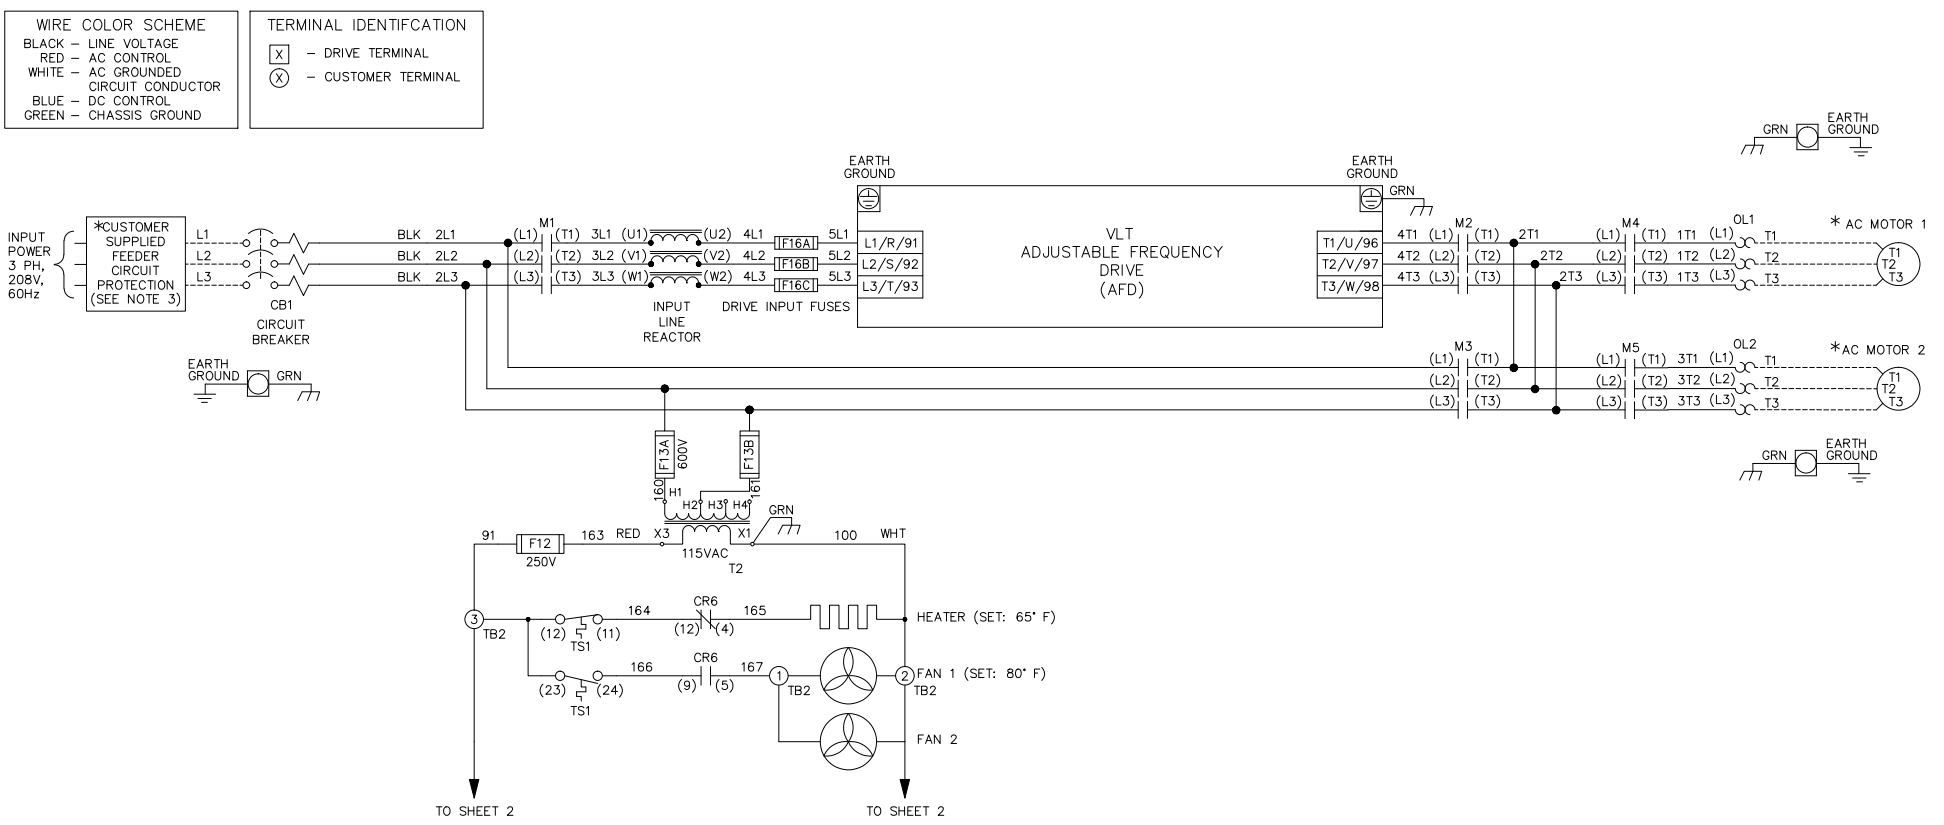 WIRE COLOR SCHEME
BLACK – LINE VOLTAGE
RED – AC CONTROL
WHITE – AC GROUNDED
CIRCUIT CONDUCTOR
BLUE – DC CONTROL
GREEN – CHASSIS GROUND
TERMINAL IDENTIFCATION
X – DRIVE TERMINAL
X – CUSTOMER TERMINAL
GRN
EARTH
GROUND
EARTH
GROUND
EARTH
GROUND
GRN
INPUT
POWER
3 PH,
208V,
60Hz
*CUSTOMER
SUPPLIED
FEEDER
CIRCUIT
PROTECTION
(SEE NOTE 3)
L1
L2
L3
CB1
CIRCUIT
BREAKER
BLK 2L1
BLK 2L2
BLK 2L3
M1
(L1) (T1) 3L1 (U1) (U2) 4L1 F16A 5L1 L1/R/91
(L2) (T2) 3L2 (V1) (V2) 4L2 F16B 5L2 L2/S/92
(L3) (T3) 3L3 (W1) (W2) 4L3 F16C 5L3 L3/T/93
INPUT
LINE
REACTOR
DRIVE INPUT FUSES
VLT
ADJUSTABLE FREQUENCY
DRIVE
(AFD)
M2
M4
OL1
* AC MOTOR 1
T1/U/96 4T1 (L1) (T1) 2T1 (L1) (T1) 1T1 (L1) T1
T2/V/97 4T2 (L2) (T2) 2T2 (L2) (T2) 1T2 (L2) T2
T3/W/98 4T3 (L3) (T3) 2T3 (L3) (T3) 1T3 (L3) T3
T1
T2
T3
M3
M5
OL2
*AC MOTOR 2
(L1) (T1) (L1) (T1) 3T1 (L1) T1
(L2) (T2) (L2) (T2) 3T2 (L2) T2
(L3) (T3) (L3) (T3) 3T3 (L3) T3
T1
T2
T3
EARTH
GROUND
GRN
GRN
EARTH
GROUND
F13A
600V
F13B
160
161
H1
H2
H3
H4
GRN
91
F12
250V
163
RED
X3
X1
115VAC
T2
100
WHT
3
TB2
(12)
(11)
TS1
164
CR6
(12)
(4)
165
HEATER (SET: 65° F)
(23)
(24)
TS1
166
CR6
(9)
(5)
167
1
TB2
2
TB2
FAN 1 (SET: 80° F)
FAN 2
TO SHEET 2
TO SHEET 2